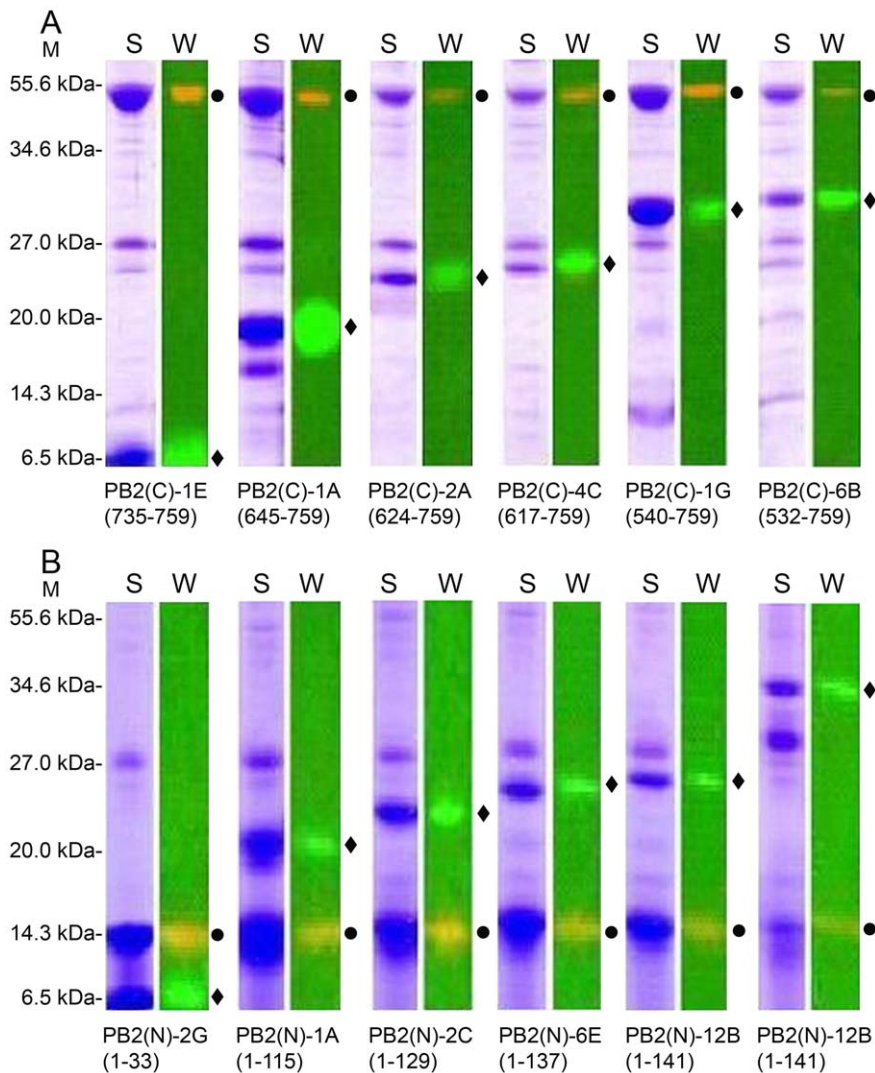 A
M
S W S W S W S W S W S W
55.6 kDa-
34.6 kDa-
27.0 kDa-
20.0 kDa-
14.3 kDa-
6.5 kDa-
PB2(C)-1E PB2(C)-1A PB2(C)-2A PB2(C)-4C PB2(C)-1G PB2(C)-6B
(735-759) (645-759) (624-759) (617-759) (540-759) (532-759)
B
M
S W S W S W S W S W S W
55.6 kDa-
34.6 kDa-
27.0 kDa-
20.0 kDa-
14.3 kDa-
6.5 kDa-
PB2(N)-2G PB2(N)-1A PB2(N)-2C PB2(N)-6E PB2(N)-12B PB2(N)-12B
(1-33) (1-115) (1-129) (1-137) (1-141) (1-141)